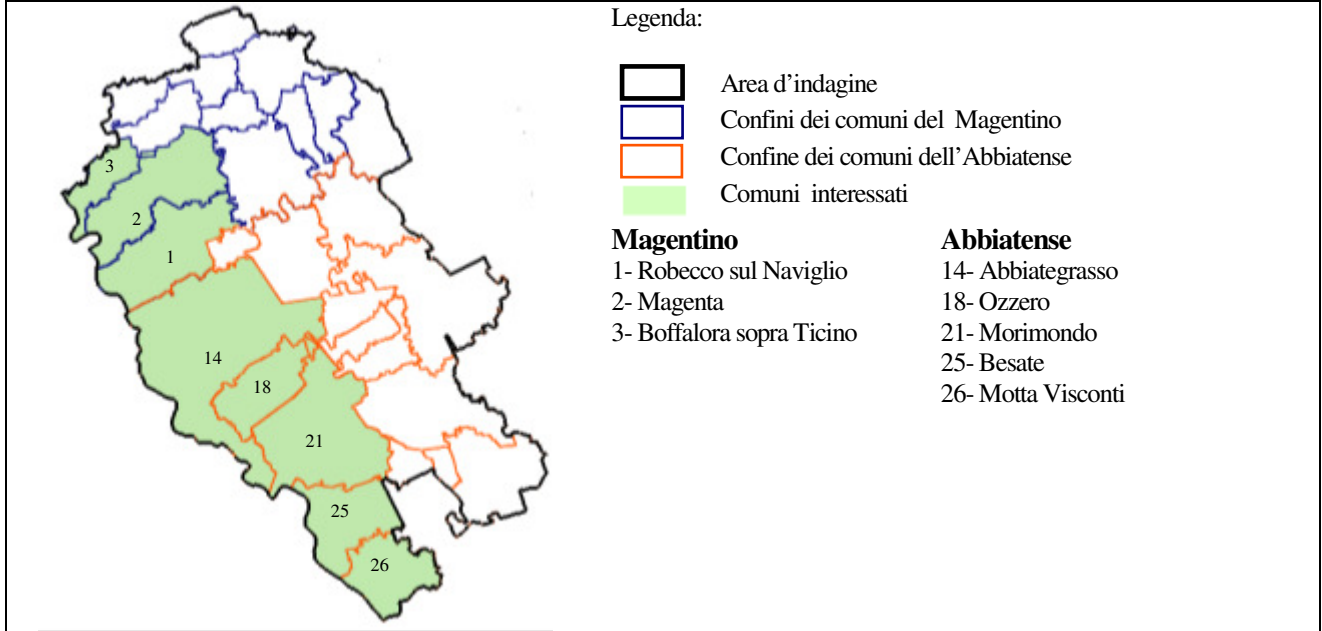 Legenda:
Area d'indagine
Confini dei comuni del Magentino
Confine dei comuni dell'Abbiatense
Comuni interessati
Magentino
1- Robecco sul Naviglio
2- Magenta
3- Boffalora sopra Ticino
Abbiatense
14- Abbiategrasso
18- Ozzero
21- Morimondo
25- Besate
26- Motta Visconti
3
2
1
14
18
21
25
26